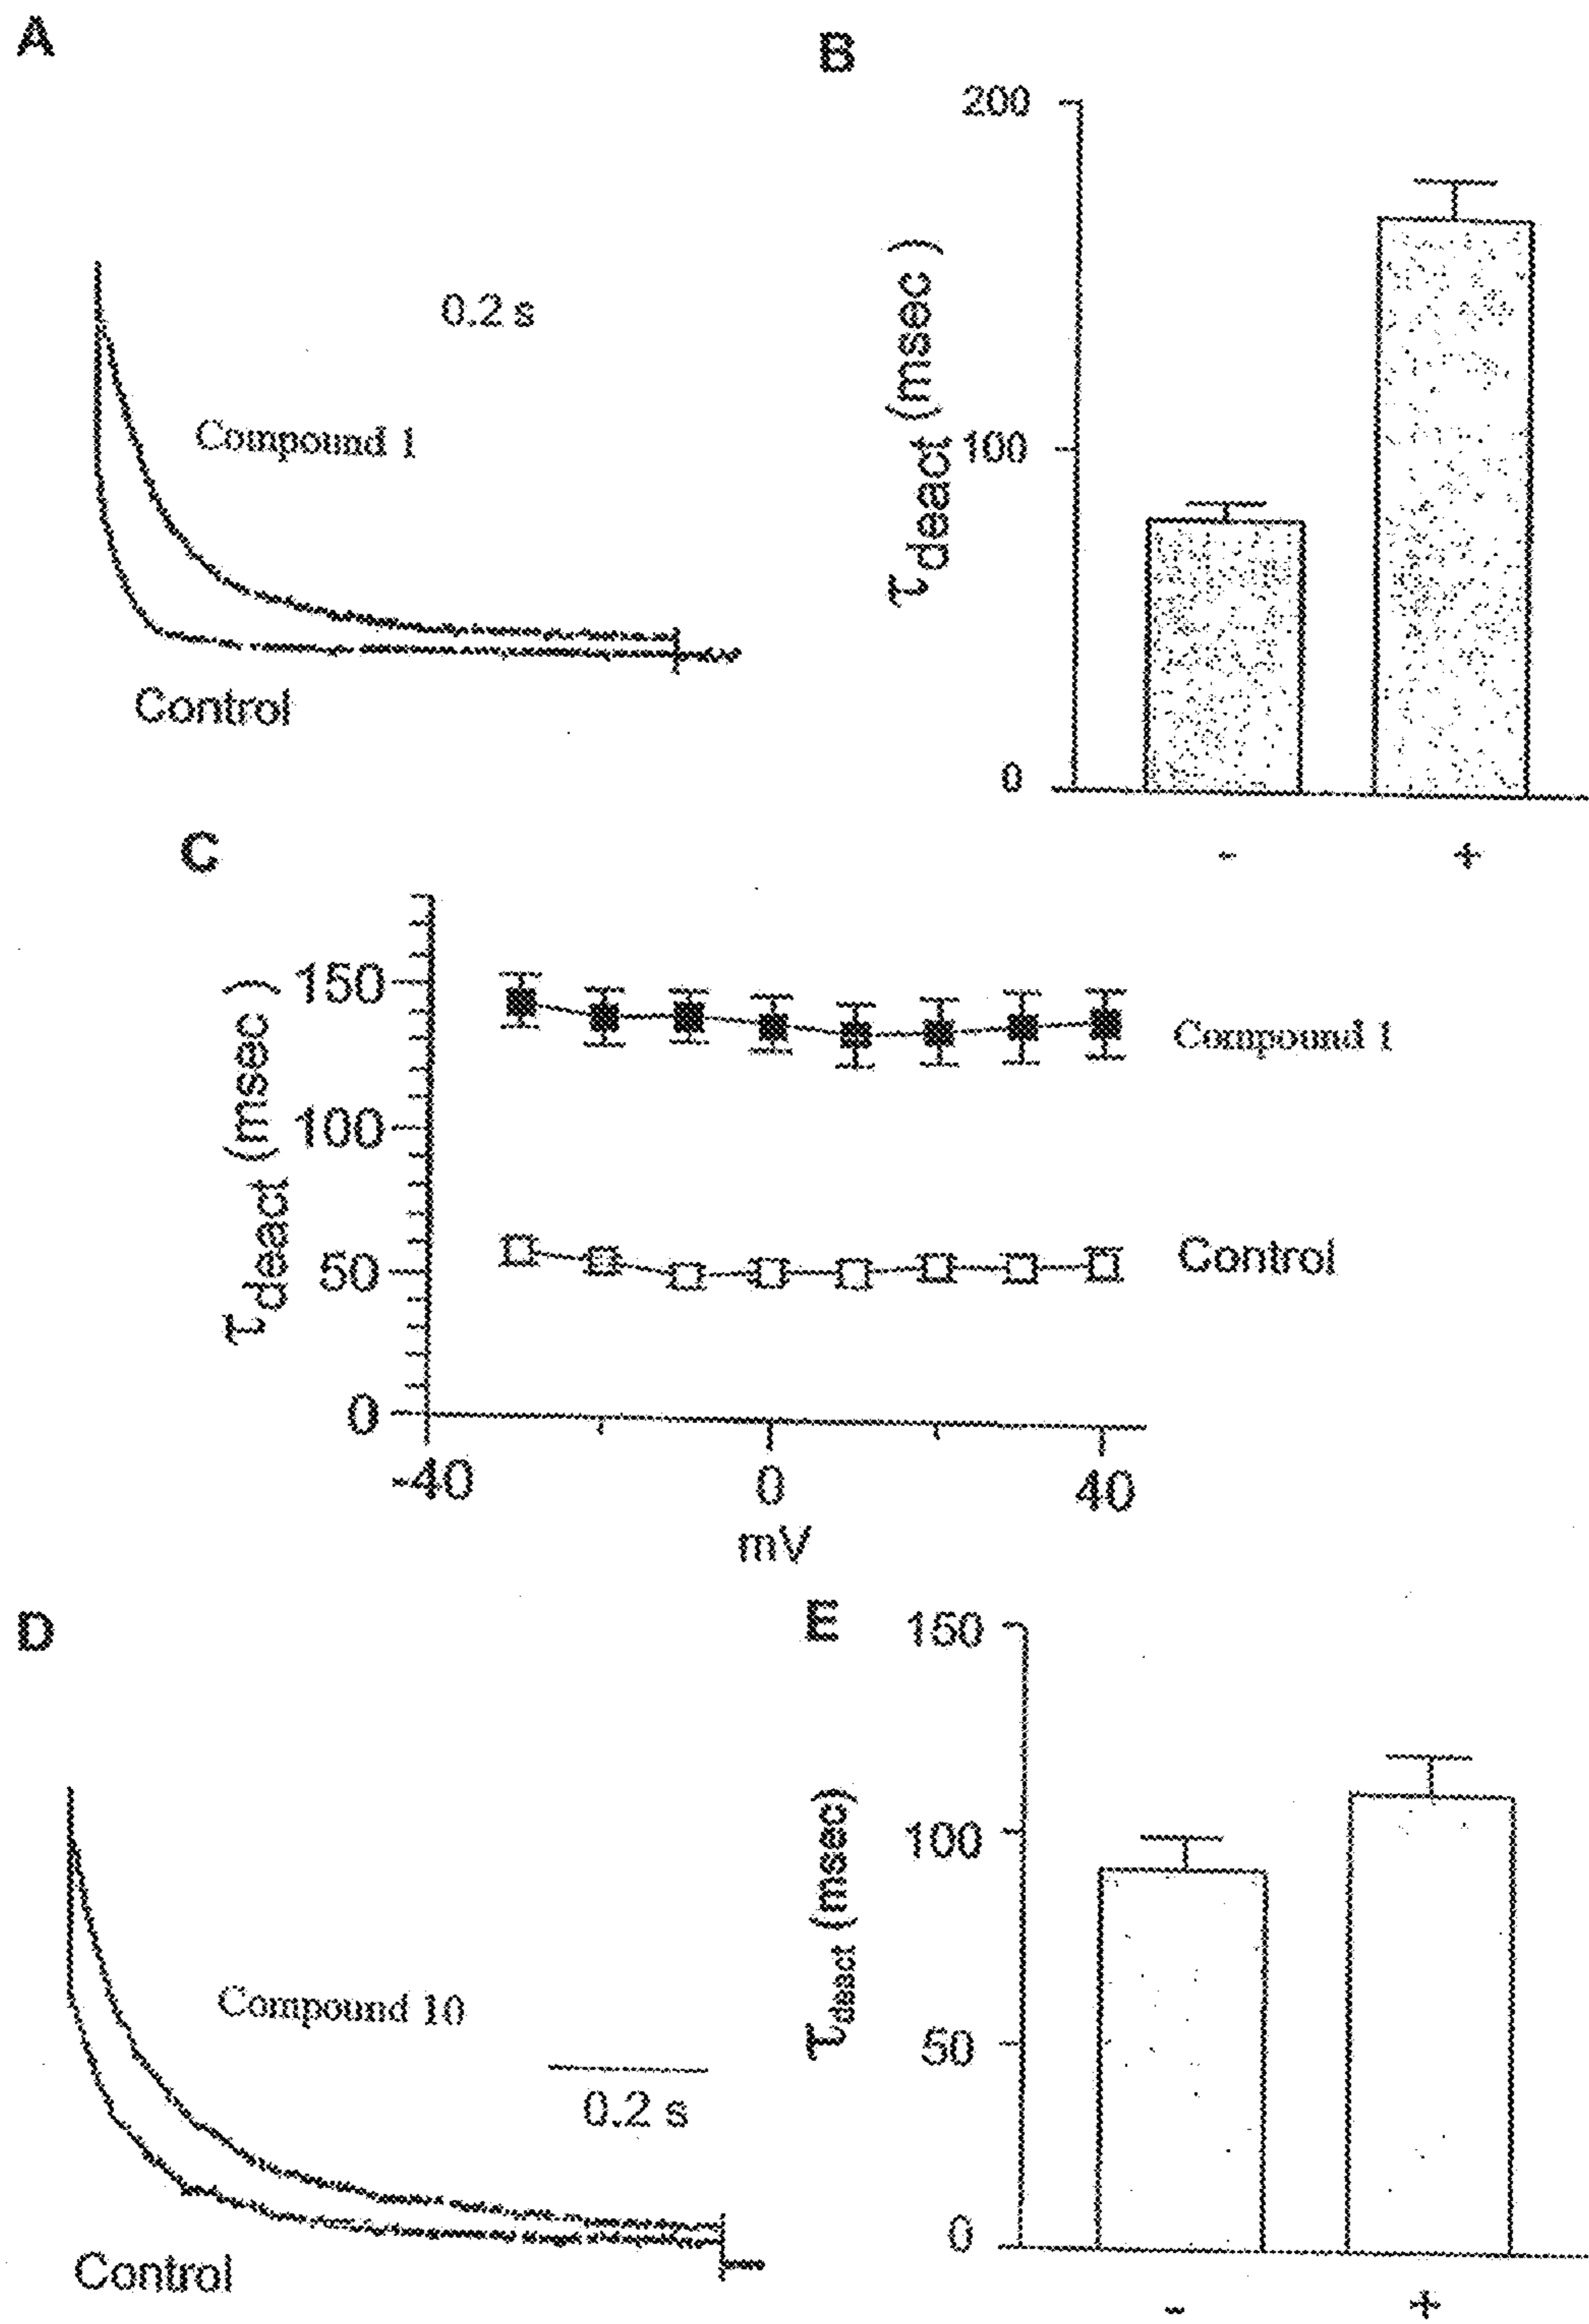 A
0.2 s
Compound 1
Control
B
200
100
0
τdeact (msec)
-
+
C
150
100
50
0
τdeact (msec)
Compound 1
Control
-40
0
40
mV
D
Compound 10
0.2 s
Control
E
150
100
50
0
τdeact (msec)
-
+